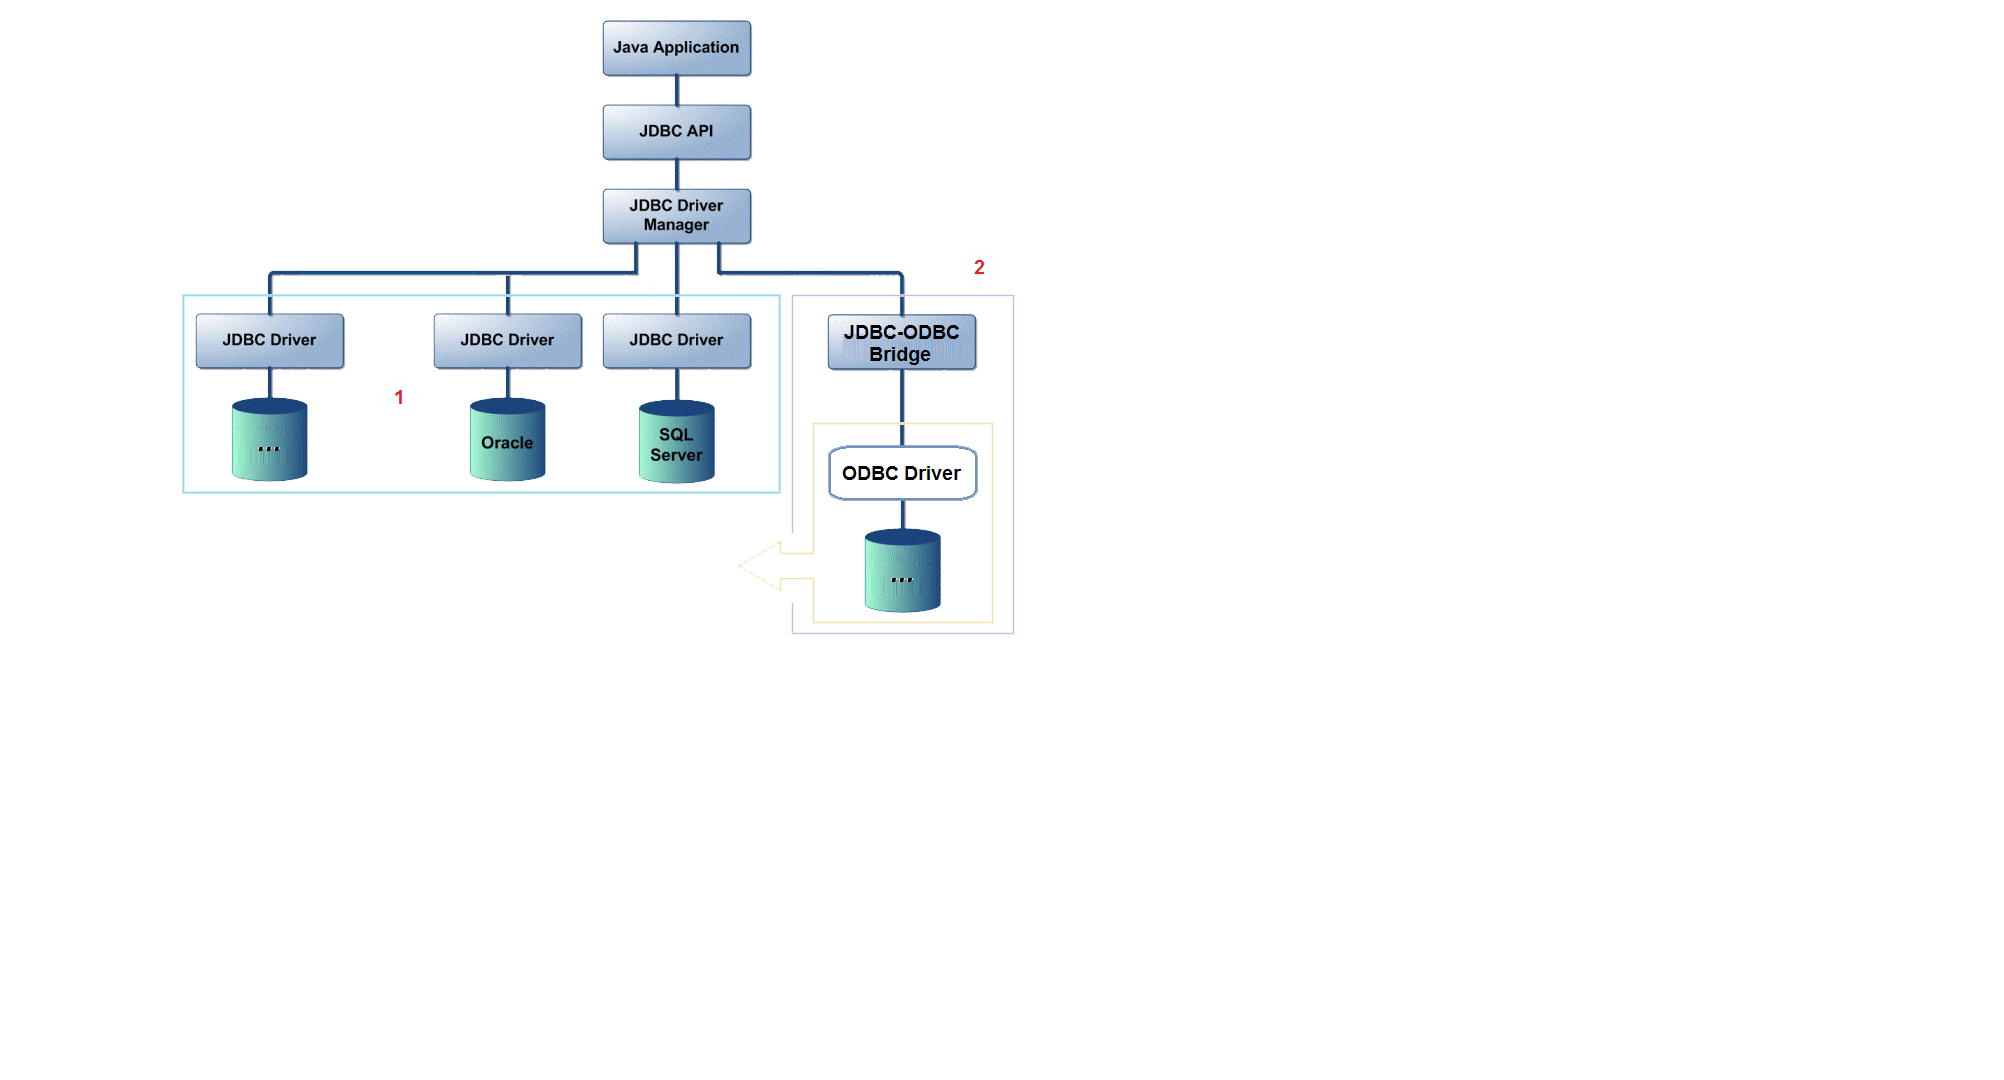 Java Application
JDBC API
JDBC Driver
Manager
2
JDBC Driver
JDBC Driver
JDBC Driver
JDBC-ODBC
Bridge
1
...
Oracle
SQL
Server
ODBC Driver
...